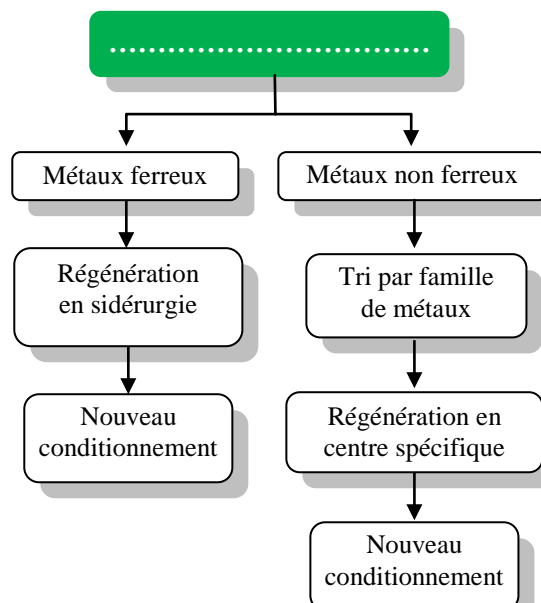 .................................
Métaux ferreux
Métaux non ferreux
Régénération
en sidérurgie
Tri par famille
de métaux
Nouveau
conditionnement
Régénération en
centre spécifique
Nouveau
conditionnement